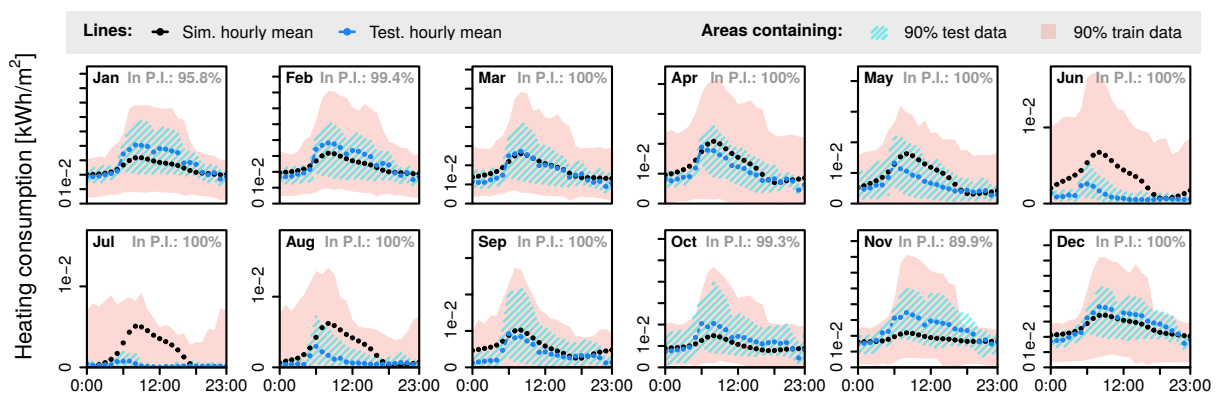 Lines: Sim. hourly mean Test. hourly mean Areas containing: 90% test data 90% train data
Heating consumption [kWh/m²]
Jan In P.I.: 95.8%
0 1e−2
Feb In P.I.: 99.4%
0 1e−2
Mar In P.I.: 100%
0 1e−2
Apr In P.I.: 100%
0 1e−2
May In P.I.: 100%
0 1e−2
Jun In P.I.: 100%
0 1e−2
Jul In P.I.: 100%
0 1e−2
0:00 12:00 23:00
Aug In P.I.: 100%
0 1e−2
0:00 12:00 23:00
Sep In P.I.: 100%
0 1e−2
0:00 12:00 23:00
Oct In P.I.: 99.3%
0 1e−2
0:00 12:00 23:00
Nov In P.I.: 89.9%
0 1e−2
0:00 12:00 23:00
Dec In P.I.: 100%
0 1e−2
0:00 12:00 23:00